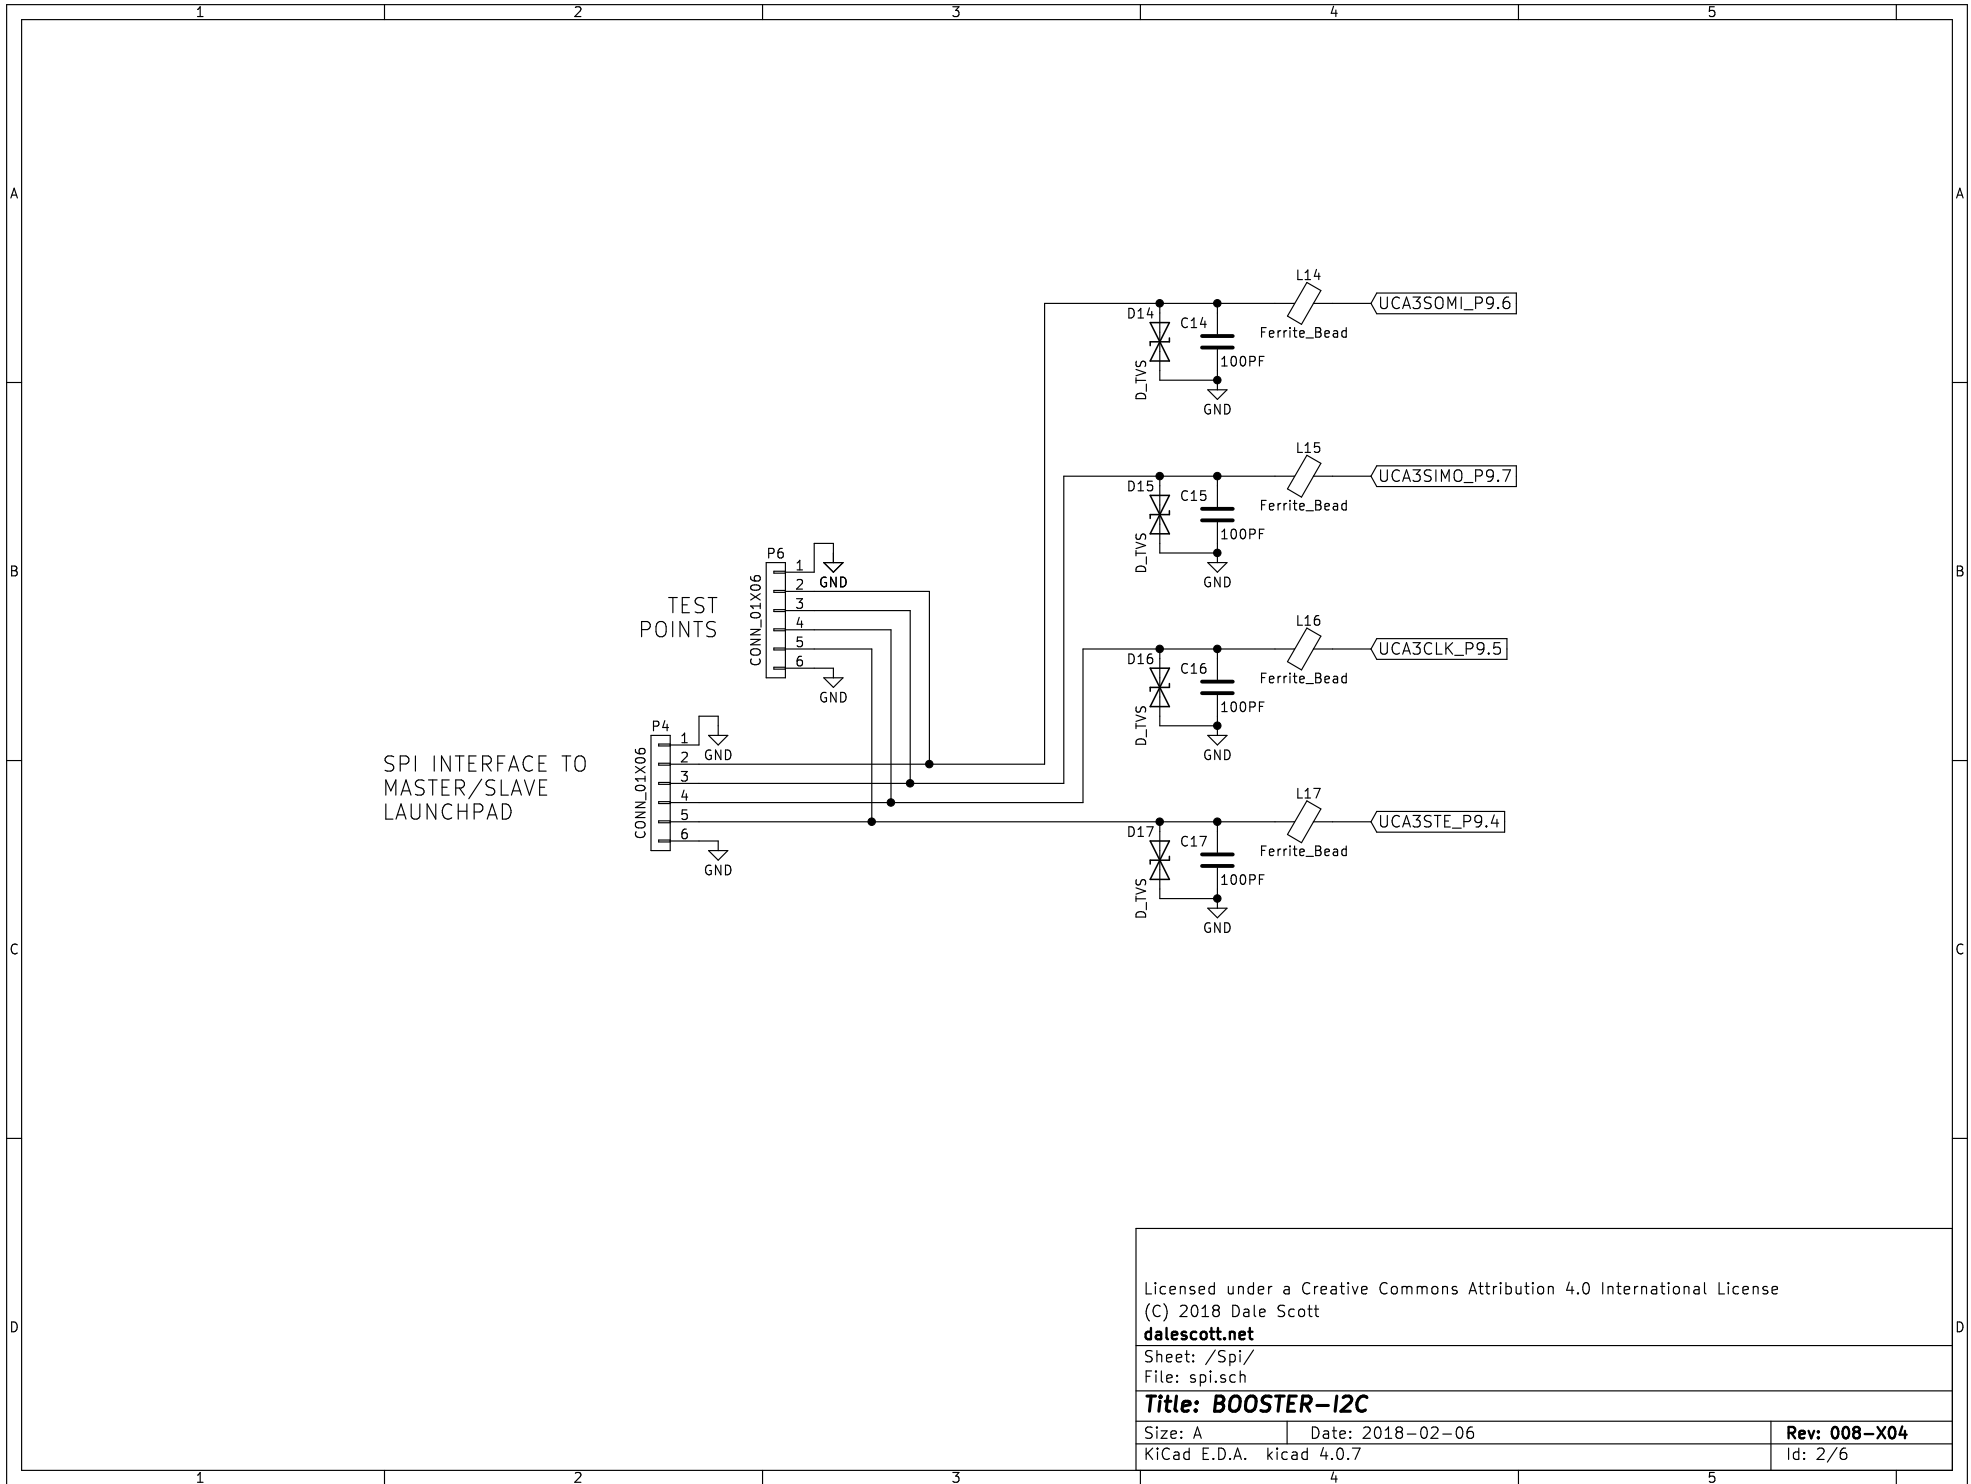 1 2 3 4 5
A A
L14
UCA3SOMI_P9.6
D14 C14
Ferrite_Bead
100PF
D_TVS
GND
B B
L15
UCA3SIMO_P9.7
D15 C15
Ferrite_Bead
100PF
D_TVS
GND
P6
CONN_01X06
1
GND
2
3
4
5
6
GND
TEST
POINTS
L16
UCA3CLK_P9.5
D16 C16
Ferrite_Bead
100PF
D_TVS
GND
P4
CONN_01X06
1
GND
2
3
4
5
6
GND
SPI INTERFACE TO
MASTER/SLAVE
LAUNCHPAD
L17
UCA3STE_P9.4
D17 C17
Ferrite_Bead
100PF
D_TVS
GND
C C
D D
Licensed under a Creative Commons Attribution 4.0 International License
(C) 2018 Dale Scott
dalescott.net
Sheet: /Spi/
File: spi.sch
Title: BOOSTER-I2C
Size: A Date: 2018-02-06 Rev: 008-X04
KiCad E.D.A. kicad 4.0.7 Id: 2/6
1 2 3 4 5